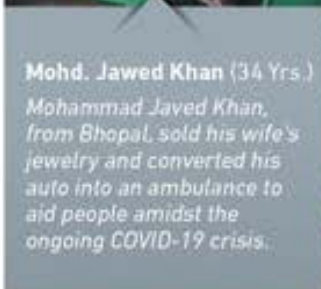 Mohd. Jawed Khan (34 Yrs.)
Mohammad Javed Khan,
from Bhopal, sold his wife's
jewelry and converted his
auto into an ambulance to
aid people amidst the
ongoing COVID-19 crisis.